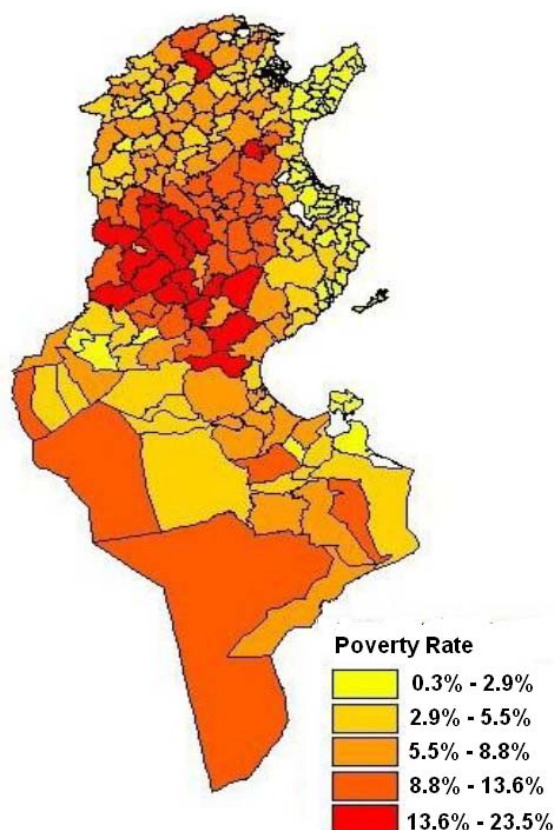 Poverty Rate
0.3% - 2.9%
2.9% - 5.5%
5.5% - 8.8%
8.8% - 13.6%
13.6% - 23.5%